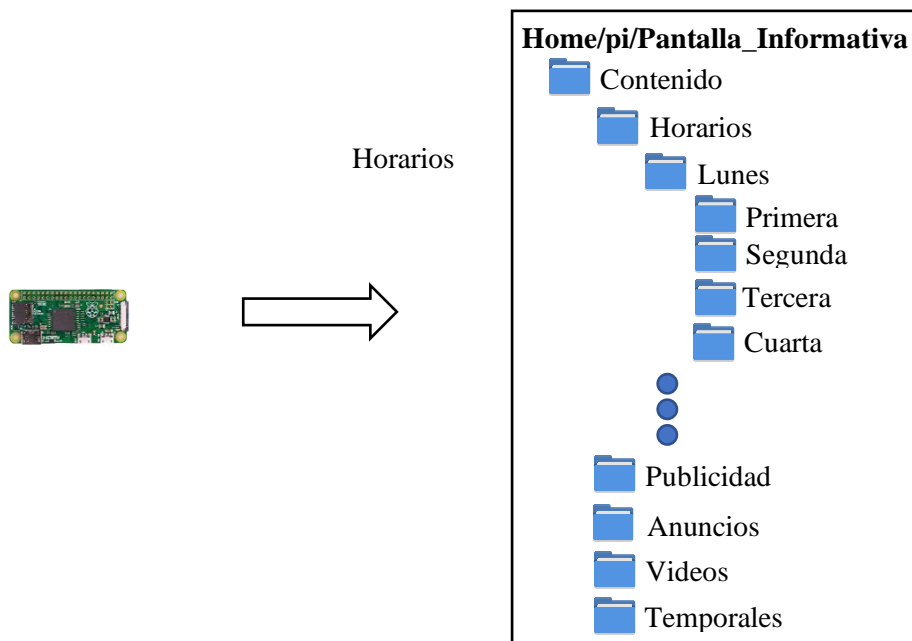 Home/pi/Pantalla_Informativa
Contenido
Horarios
Horarios
Lunes
Primera
Segunda
Tercera
Cuarta
Publicidad
Anuncios
Videos
Temporales